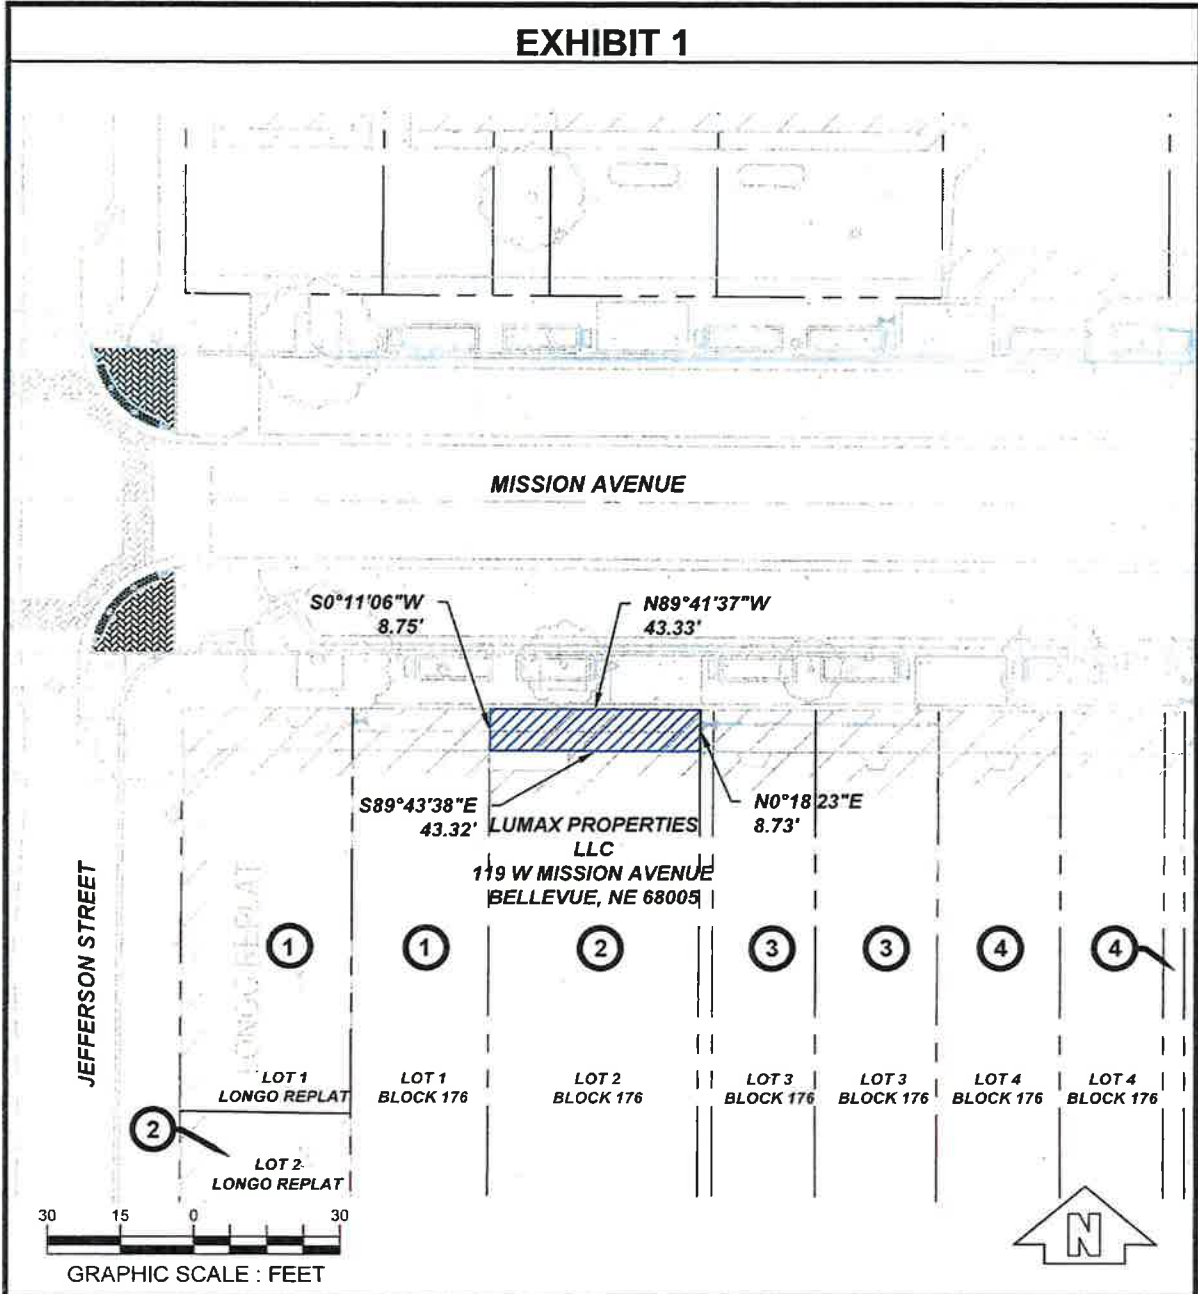 EXHIBIT 1
MISSION AVENUE
S0°11'06"W
8.75'
N89°41'37"W
43.33'
S89°43'38"E
43.32'
N0°18 23"E
8.73'
LUMAX PROPERTIES
LLC
119 W MISSION AVENUE
BELLEVUE, NE 68005
JEFFERSON STREET
LONGO REPLAT
1
1
2
3
3
4
4
LOT 1
LONGO REPLAT
LOT 1
BLOCK 176
LOT 2
BLOCK 176
LOT 3
BLOCK 176
LOT 3
BLOCK 176
LOT 4
BLOCK 176
LOT 4
BLOCK 176
2
LOT 2
LONGO REPLAT
30 15 0 30
GRAPHIC SCALE : FEET
N